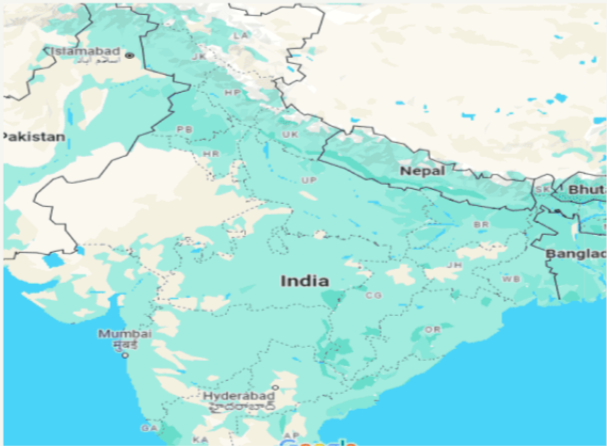 LA
Islamabad
اسلام آباد
JK
HP
PB
Pakistan
UK
HR
Nepal
UP
SK
Bhut
BR
Banglad
JH
India
WB
CG
OR
Mumbai
मुंबई
Hyderabad
హైదరాబాద్
GA
KA
AP
Google